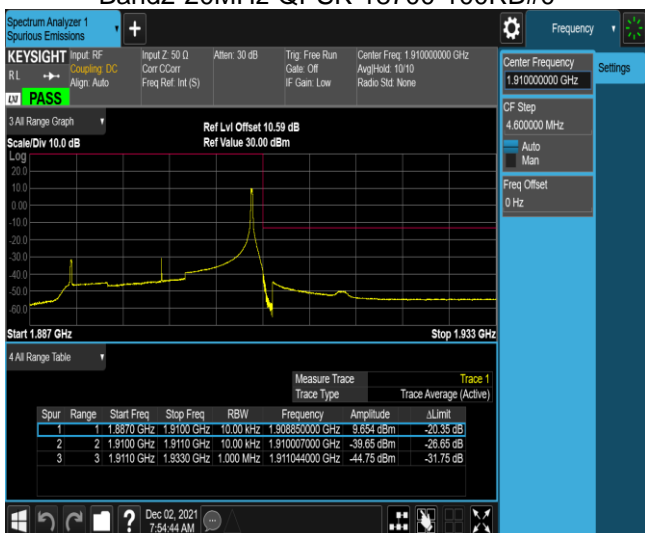 Spectrum Analyzer 1
Spurious Emissions
Frequency
KEYSIGHT Input: RF Input Z: 50 Ω Atten: 30 dB Trig: Free Run Center Freq: 1.910000000 GHz
RL Coupling: DC Corr CCorr Gate: Off Avg|Hold: 10/10
Align: Auto Freq Ref: Int (S) IF Gain: Low Radio Std: None
LXI PASS
Center Frequency
1.910000000 GHz
Settings
CF Step
4.600000 MHz
Auto
Man
Freq Offset
0 Hz
3 All Range Graph
Ref Lvl Offset 10.59 dB
Scale/Div 10.0 dB Ref Value 30.00 dBm
Log
20.0
10.0
0.00
-10.0
-20.0
-30.0
-40.0
-50.0
-60.0
Start 1.887 GHz Stop 1.933 GHz
4 All Range Table
Measure Trace Trace 1
Trace Type Trace Average (Active)
Spur Range Start Freq Stop Freq RBW Frequency Amplitude ΔLimit
1 1 1.8870 GHz 1.9100 GHz 10.00 kHz 1.908850000 GHz 9.654 dBm -20.35 dB
2 2 1.9100 GHz 1.9110 GHz 10.00 kHz 1.910007000 GHz -39.65 dBm -26.65 dB
3 3 1.9110 GHz 1.9330 GHz 1.000 MHz 1.911044000 GHz -44.75 dBm -31.75 dB
Dec 02, 2021
7:54:44 AM